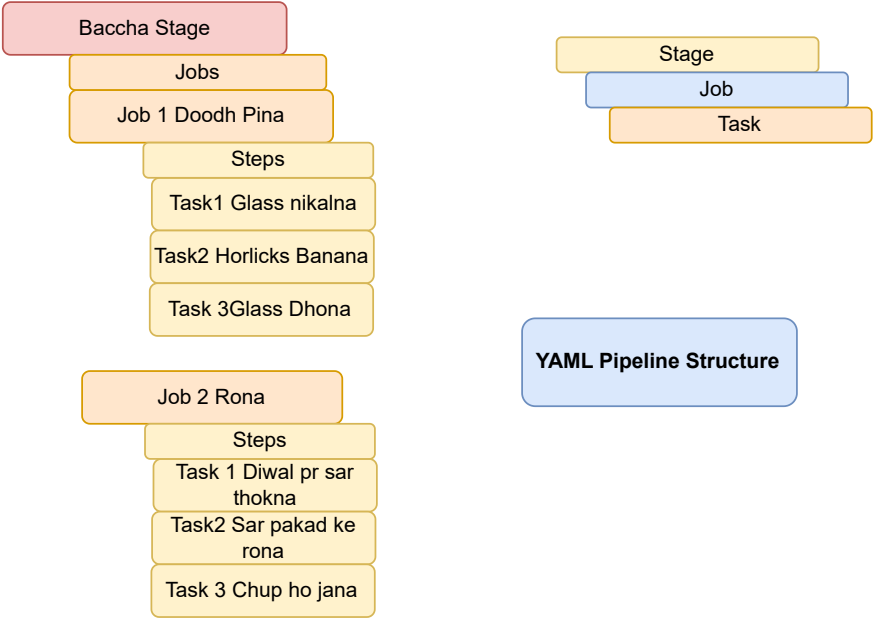 Baccha Stage
Jobs
Job 1 Doodh Pina
Steps
Task1 Glass nikalna
Task2 Horlicks Banana
Task 3Glass Dhona
Job 2 Rona
Steps
Task 1 Diwal pr sar
thokna
Task2 Sar pakad ke
rona
Task 3 Chup ho jana
Stage
Job
Task
YAML Pipeline Structure